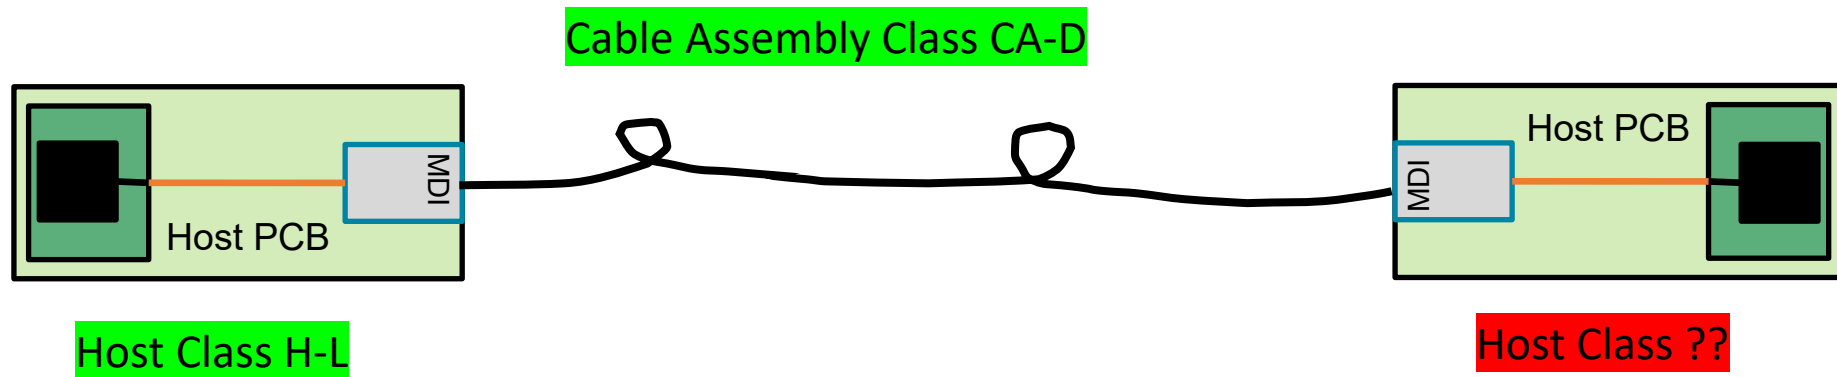 Cable Assembly Class CA-D
MDI
Host PCB
Host Class H-L
Host PCB
MDI
Host Class ??